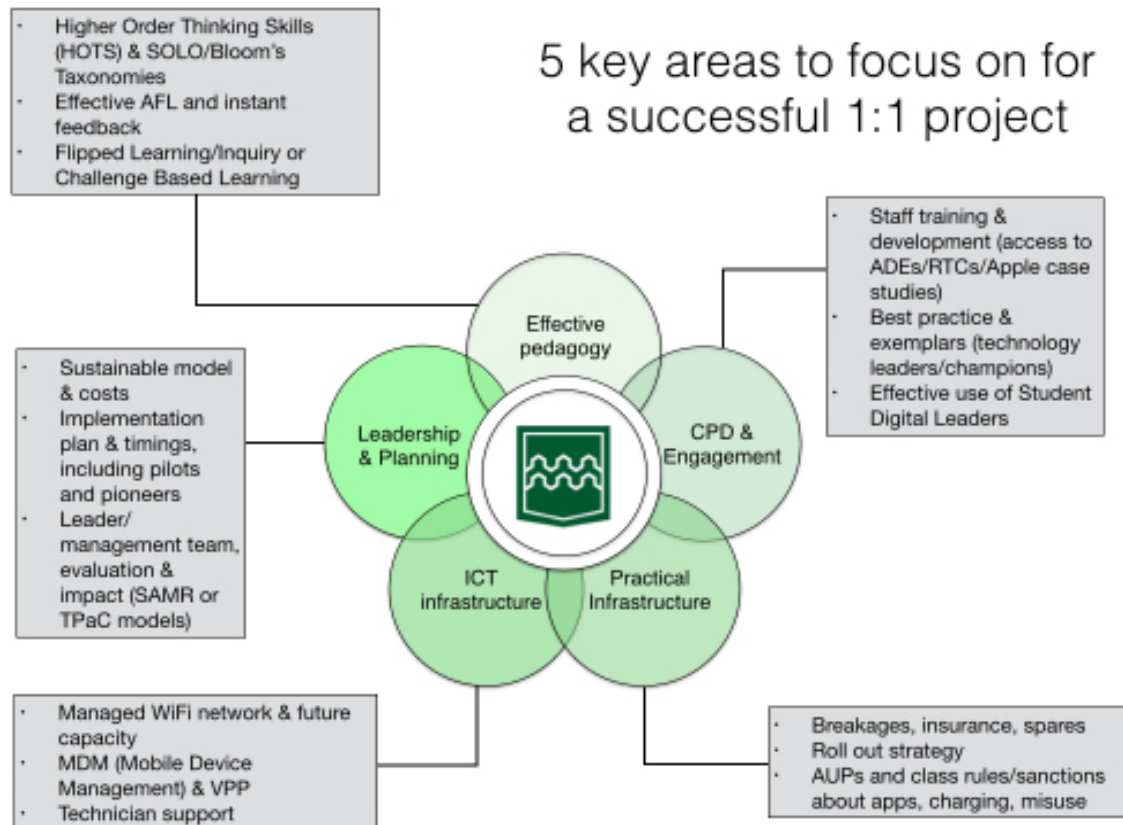 5 key areas to focus on for
a successful 1:1 project
· Higher Order Thinking Skills
(HOTS) & SOLO/Bloom's
Taxonomies
· Effective AFL and instant
feedback
· Flipped Learning/Inquiry or
Challenge Based Learning
· Staff training &
development (access to
ADEs/RTCs/Apple case
studies)
· Best practice &
exemplars (technology
leaders/champions)
· Effective use of Student
Digital Leaders
Effective
pedagogy
· Sustainable model
& costs
· Implementation
plan & timings,
including pilots
and pioneers
· Leader/
management team,
evaluation &
impact (SAMR or
TPaC models)
Leadership
& Planning
CPD &
Engagement
ICT
infrastructure
Practical
Infrastructure
· Managed WiFi network & future
capacity
· MDM (Mobile Device
Management) & VPP
· Technician support
· Breakages, insurance, spares
· Roll out strategy
· AUPs and class rules/sanctions
about apps, charging, misuse